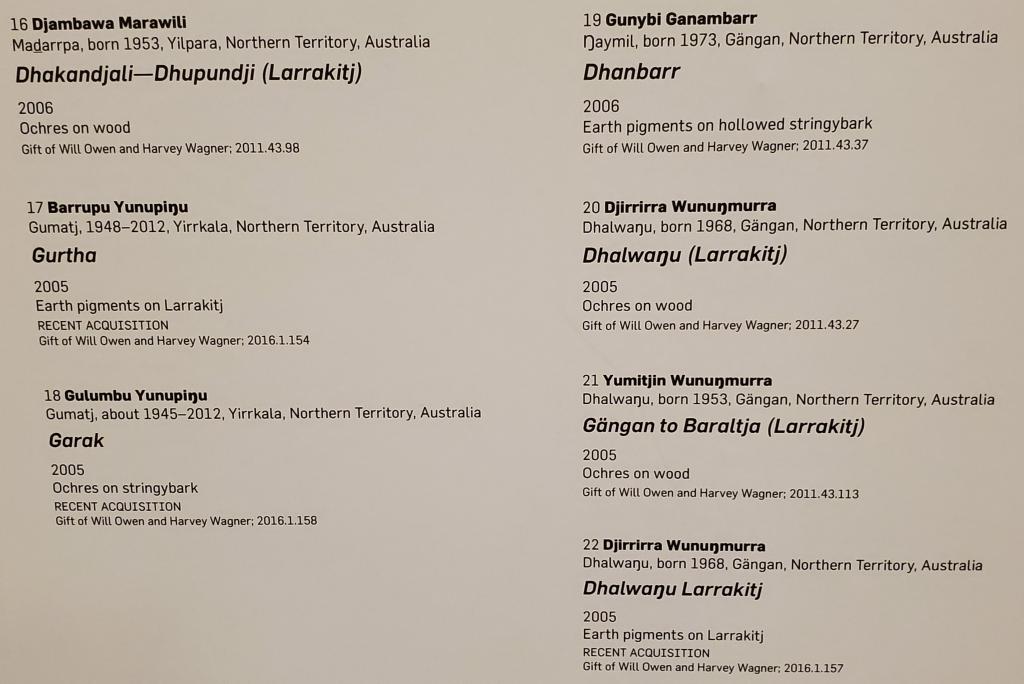 16 Djambawa Marawili
Maḏarrpa, born 1953, Yilpara, Northern Territory, Australia
Dhakandjali—Dhupundji (Larrakitj)
2006
Ochres on wood
Gift of Will Owen and Harvey Wagner; 2011.43.98
17 Barrupu Yunupiŋu
Gumatj, 1948–2012, Yirrkala, Northern Territory, Australia
Gurtha
2005
Earth pigments on Larrakitj
RECENT ACQUISITION
Gift of Will Owen and Harvey Wagner; 2016.1.154
18 Gulumbu Yunupiŋu
Gumatj, about 1945–2012, Yirrkala, Northern Territory, Australia
Garak
2005
Ochres on stringybark
RECENT ACQUISITION
Gift of Will Owen and Harvey Wagner; 2016.1.158
19 Gunybi Ganambarr
Ŋaymil, born 1973, Gängan, Northern Territory, Australia
Dhanbarr
2006
Earth pigments on hollowed stringybark
Gift of Will Owen and Harvey Wagner; 2011.43.37
20 Djirrirra Wunuŋmurra
Dhalwaŋu, born 1968, Gängan, Northern Territory, Australia
Dhalwaŋu (Larrakitj)
2005
Ochres on wood
Gift of Will Owen and Harvey Wagner; 2011.43.27
21 Yumitjin Wunuŋmurra
Dhalwaŋu, born 1953, Gängan, Northern Territory, Australia
Gängan to Baraltja (Larrakitj)
2005
Ochres on wood
Gift of Will Owen and Harvey Wagner; 2011.43.113
22 Djirrirra Wunuŋmurra
Dhalwaŋu, born 1968, Gängan, Northern Territory, Australia
Dhalwaŋu Larrakitj
2005
Earth pigments on Larrakitj
RECENT ACQUISITION
Gift of Will Owen and Harvey Wagner; 2016.1.157